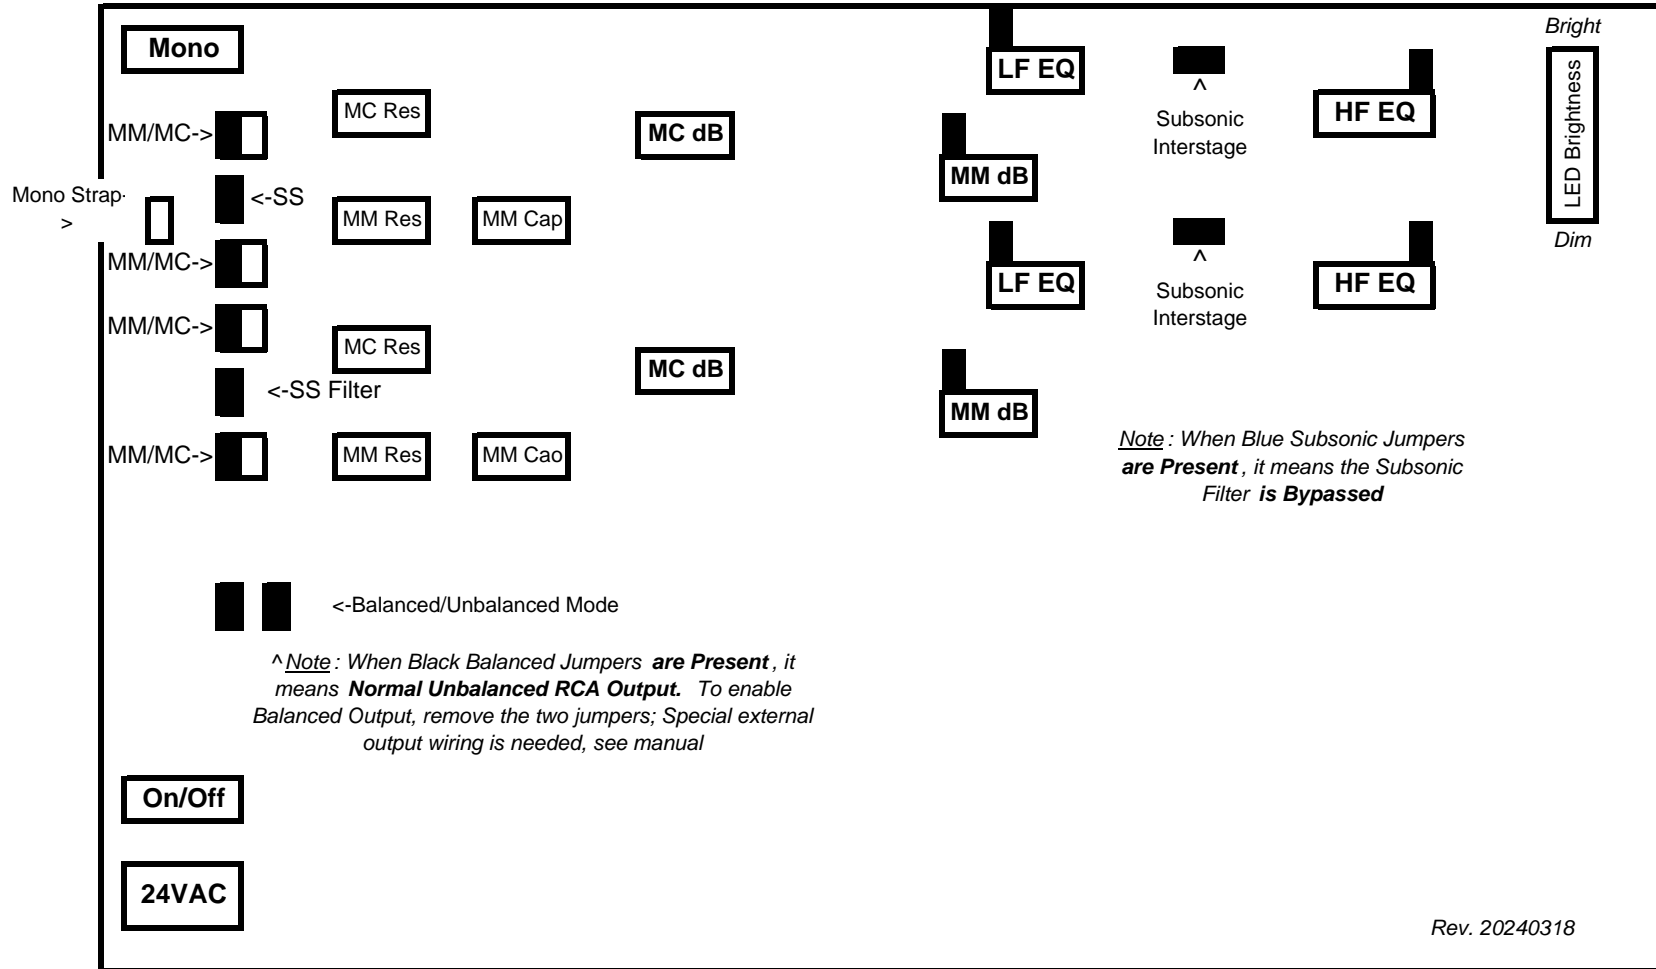 Bright
Mono
LF EQ
^
Subsonic
Interstage
HF EQ
LED Brightness
MC Res
MM/MC->
MC dB
MM dB
Mono Strap-
>
<-SS
MM Res
MM Cap
Dim
MM/MC->
LF EQ
^
Subsonic
Interstage
HF EQ
MM/MC->
MC Res
MC dB
<-SS Filter
MM dB
MM/MC->
MM Res
MM Cao
Note : When Blue Subsonic Jumpers
are Present , it means the Subsonic
Filter is Bypassed
<-Balanced/Unbalanced Mode
^ Note : When Black Balanced Jumpers are Present , it
means Normal Unbalanced RCA Output. To enable
Balanced Output, remove the two jumpers; Special external
output wiring is needed, see manual
On/Off
24VAC
Rev. 20240318